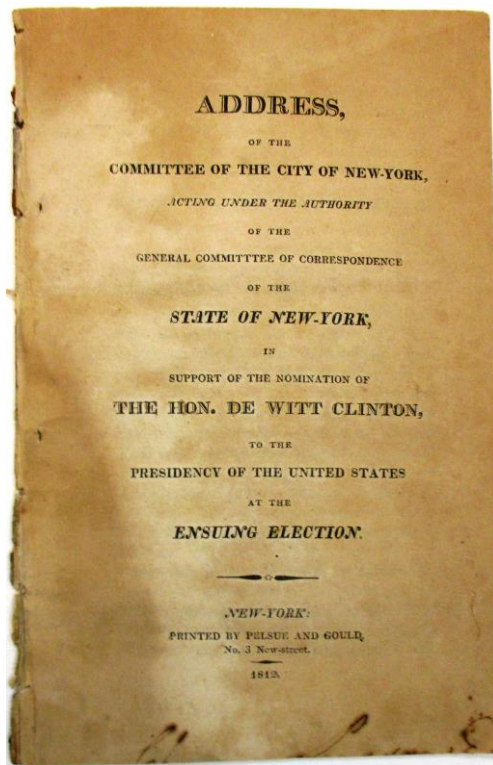 ADDRESS,
OF THE
COMMITTEE OF THE CITY OF NEW-YORK,
ACTING UNDER THE AUTHORITY
OF THE
GENERAL COMMITTTEE OF CORRESPONDENCE
OF THE
STATE OF NEW-YORK,
IN
SUPPORT OF THE NOMINATION OF
THE HON. DE WITT CLINTON,
TO THE
PRESIDENCY OF THE UNITED STATES
AT THE
ENSUING ELECTION.
NEW-YORK:
PRINTED BY PELSUE AND GOULD,
No. 3 New-street.
1812.